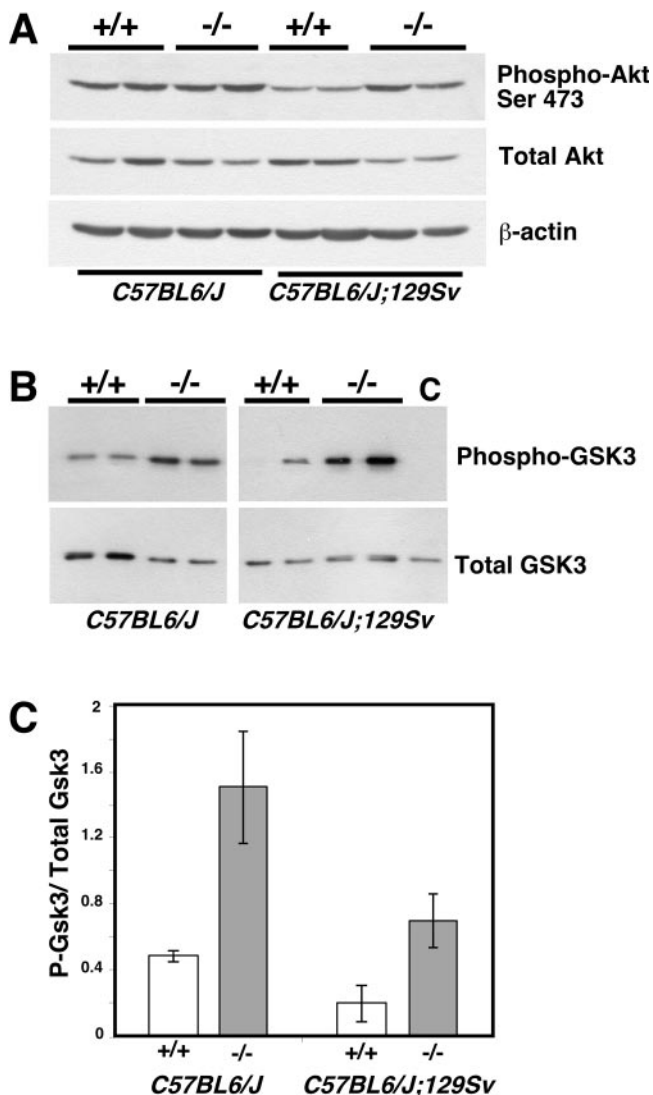 A
+/+ -/- +/+ -/-
Phospho-Akt
Ser 473
Total Akt
β-actin
C57BL6/J C57BL6/J;129Sv
B
+/+ -/- +/+ -/- C
Phospho-GSK3
Total GSK3
C57BL6/J C57BL6/J;129Sv
C
P-Gsk3/ Total Gsk3
2
1.6
1.2
0.8
0.4
0
+/+ -/- +/+ -/-
C57BL6/J C57BL6/J;129Sv